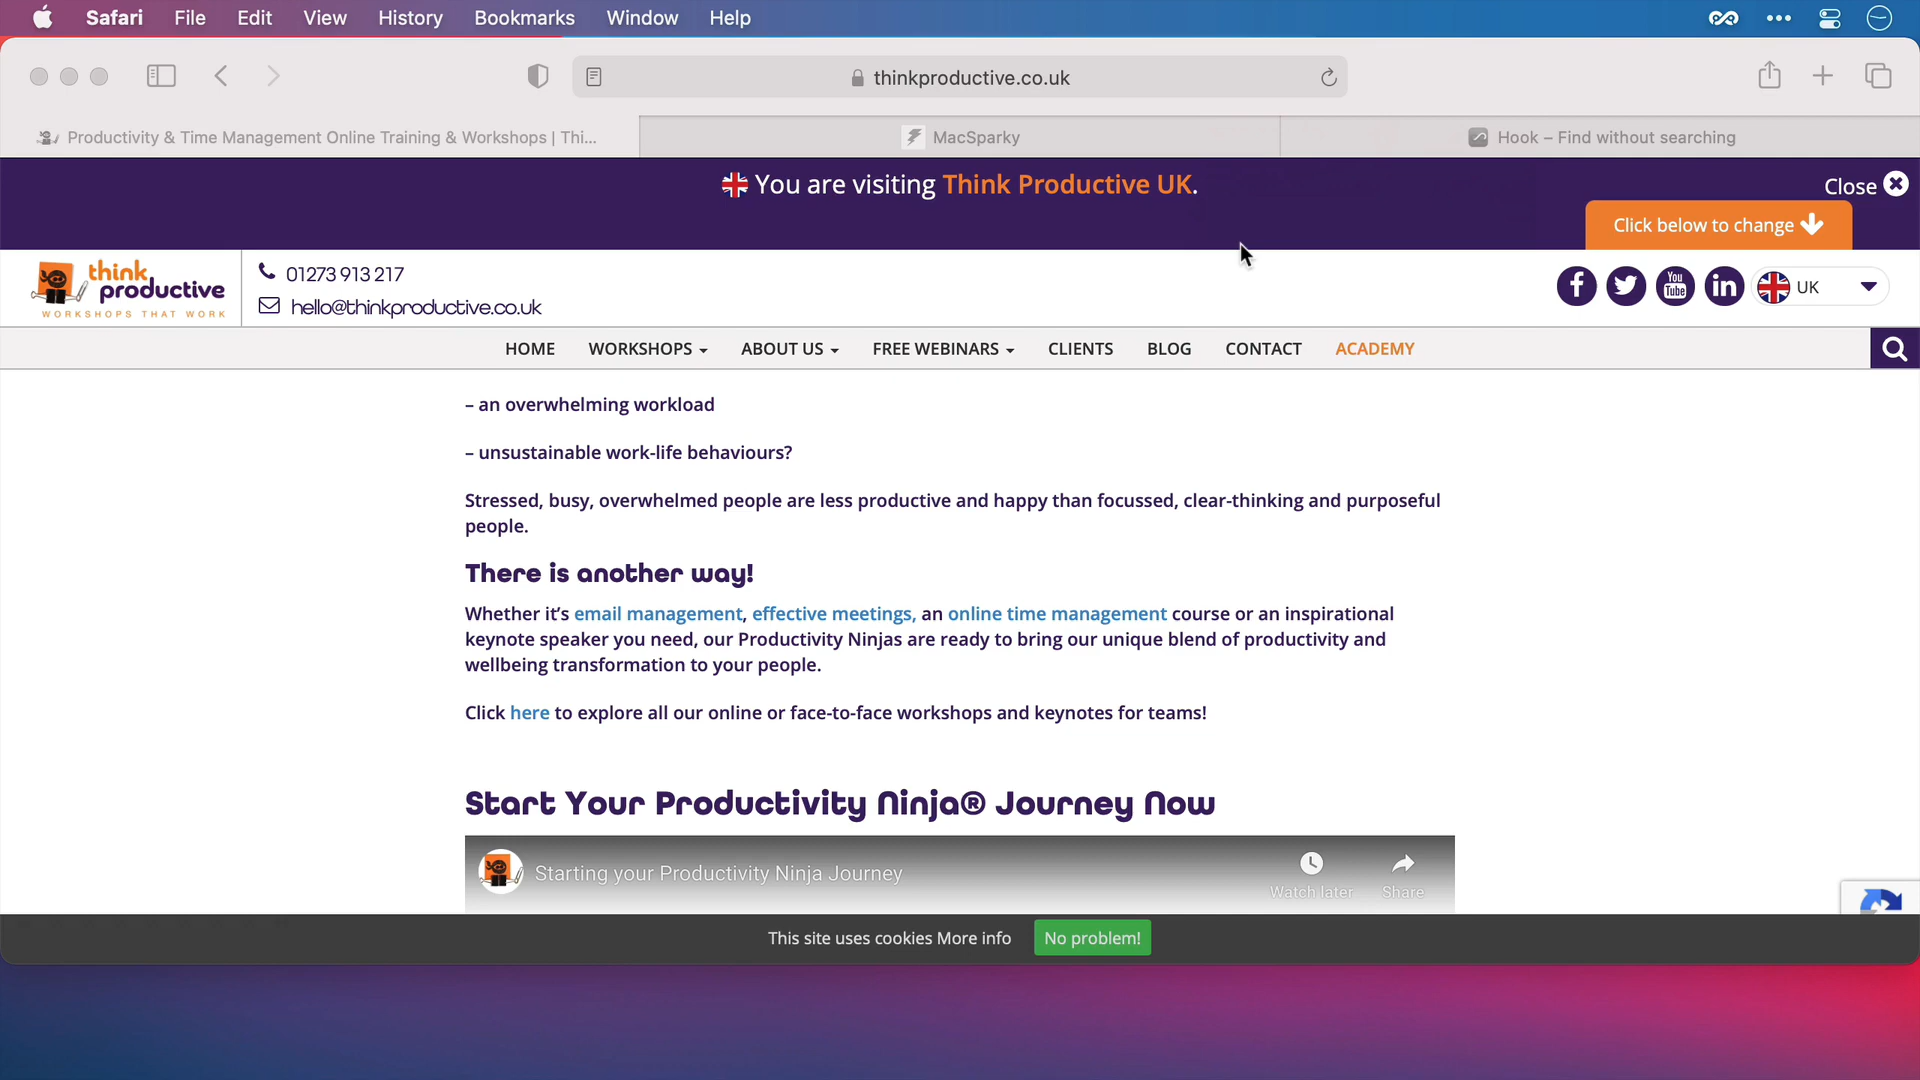 Safari File Edit View History Bookmarks Window Help
thinkproductive.co.uk
Productivity & Time Management Online Training & Workshops | Thi...
MacSparky
Hook – Find without searching
You are visiting Think Productive UK.
Close
Click below to change
think
productive
WORKSHOPS THAT WORK
01273 913 217
hello@thinkproductive.co.uk
You
Tube
in
UK
HOME WORKSHOPS ABOUT US FREE WEBINARS CLIENTS BLOG CONTACT ACADEMY
– an overwhelming workload
– unsustainable work-life behaviours?
Stressed, busy, overwhelmed people are less productive and happy than focussed, clear-thinking and purposeful
people.
There is another way!
Whether it's email management, effective meetings, an online time management course or an inspirational
keynote speaker you need, our Productivity Ninjas are ready to bring our unique blend of productivity and
wellbeing transformation to your people.
Click here to explore all our online or face-to-face workshops and keynotes for teams!
Start Your Productivity Ninja® Journey Now
Starting your Productivity Ninja Journey
Watch later
Share
This site uses cookies More info
No problem!